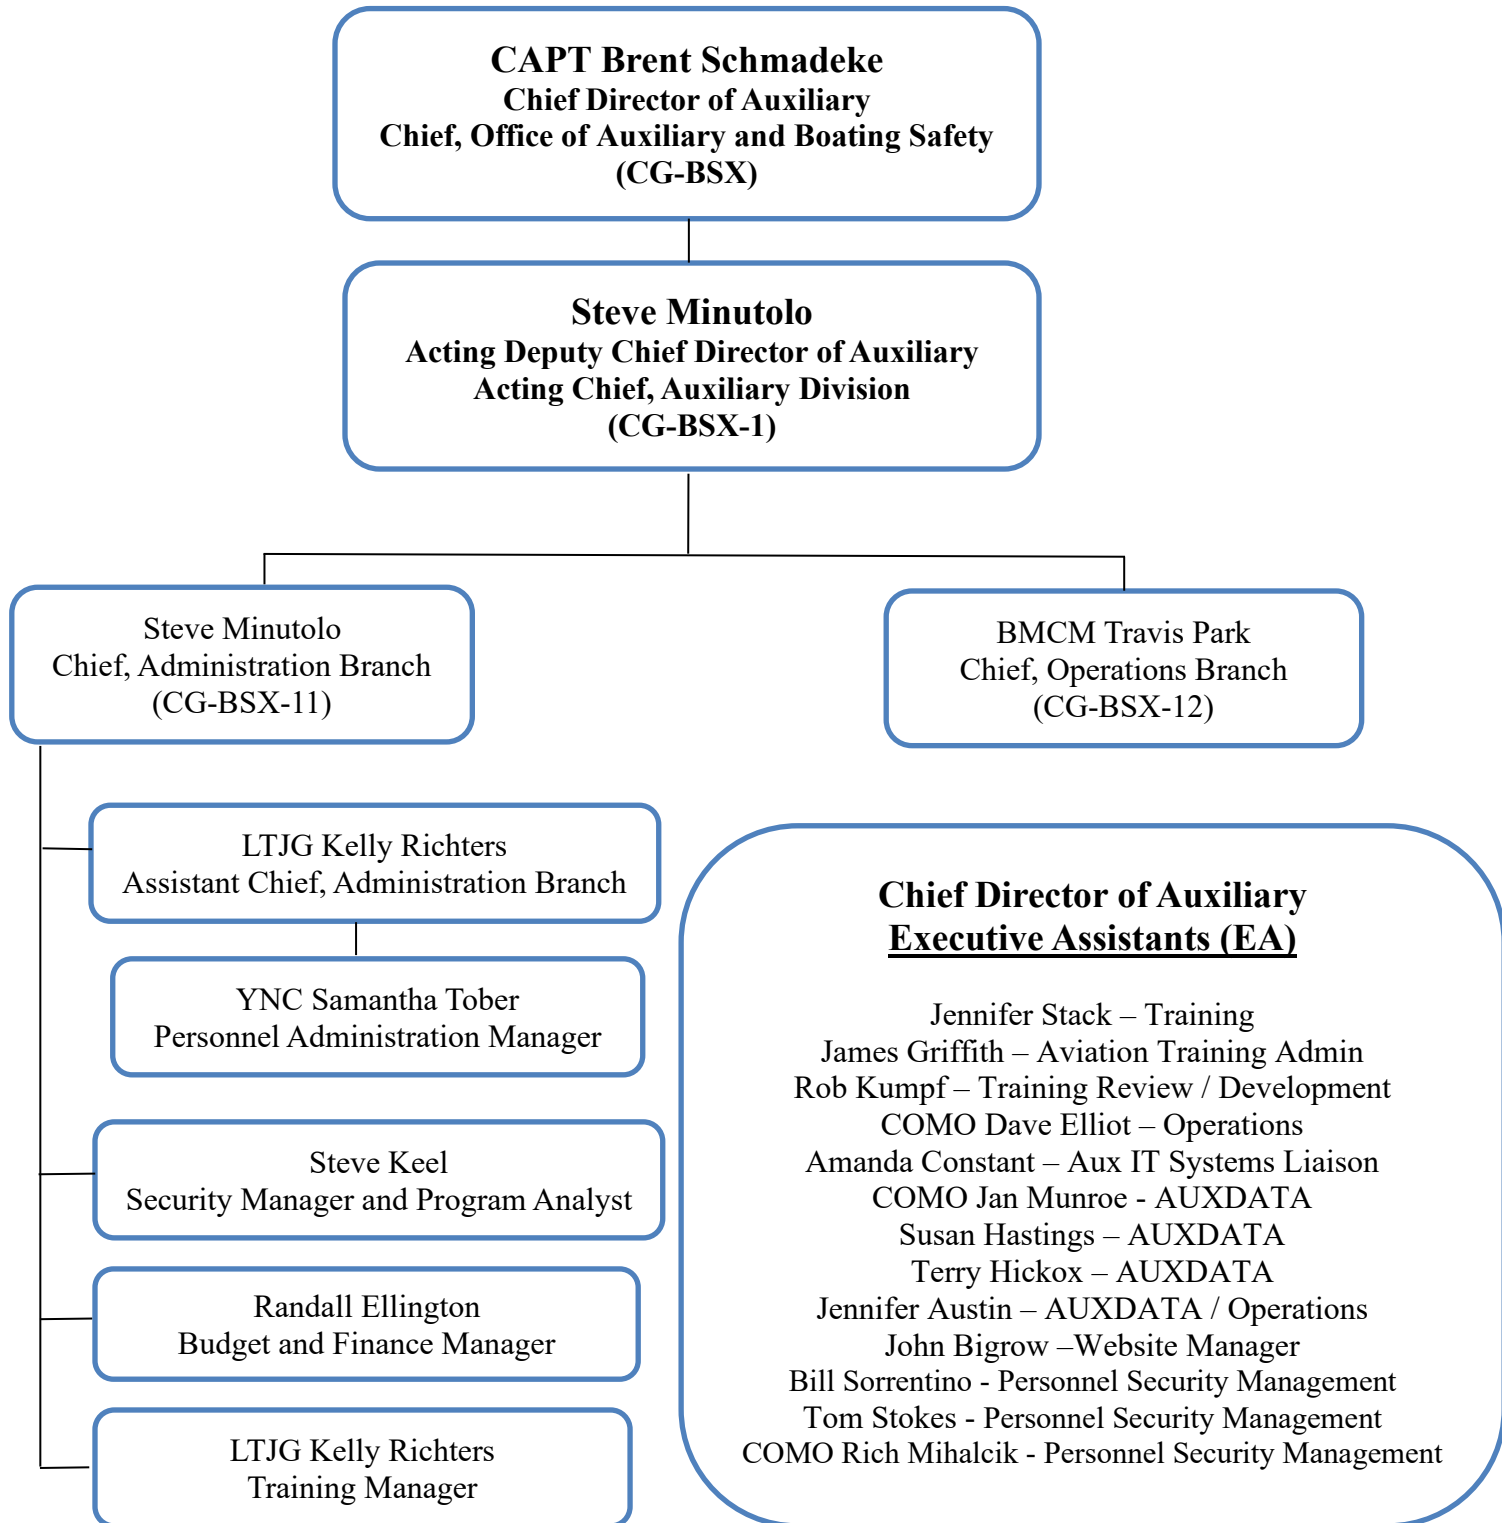 CAPT Brent Schmadeke
Chief Director of Auxiliary
Chief, Office of Auxiliary and Boating Safety
(CG-BSX)
Steve Minutolo
Acting Deputy Chief Director of Auxiliary
Acting Chief, Auxiliary Division
(CG-BSX-1)
Steve Minutolo
Chief, Administration Branch
(CG-BSX-11)
BMCM Travis Park
Chief, Operations Branch
(CG-BSX-12)
LTJG Kelly Richters
Assistant Chief, Administration Branch
YNC Samantha Tober
Personnel Administration Manager
Steve Keel
Security Manager and Program Analyst
Randall Ellington
Budget and Finance Manager
LTJG Kelly Richters
Training Manager
Chief Director of Auxiliary
Executive Assistants (EA)
Jennifer Stack – Training
James Griffith – Aviation Training Admin
Rob Kumpf – Training Review / Development
COMO Dave Elliot – Operations
Amanda Constant – Aux IT Systems Liaison
COMO Jan Munroe - AUXDATA
Susan Hastings – AUXDATA
Terry Hickox – AUXDATA
Jennifer Austin – AUXDATA / Operations
John Bigrow –Website Manager
Bill Sorrentino - Personnel Security Management
Tom Stokes - Personnel Security Management
COMO Rich Mihalcik - Personnel Security Management